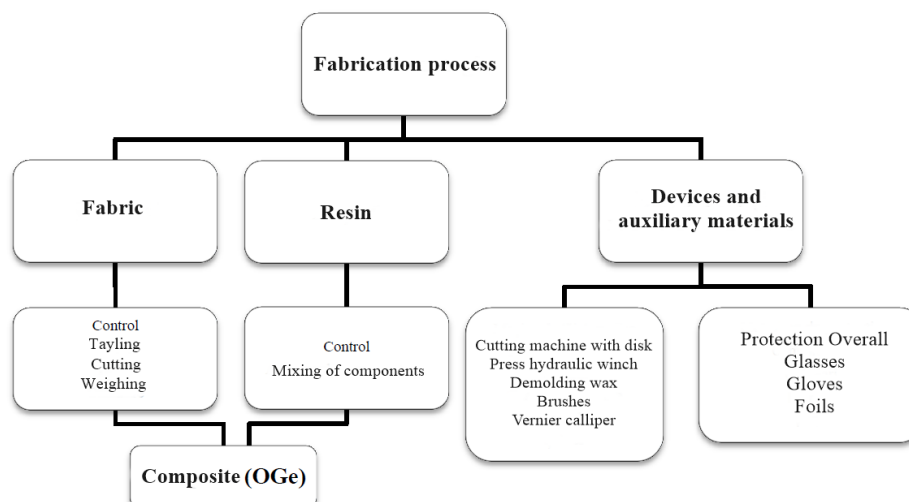 Fabrication process
Fabric
Resin
Devices and
auxiliary materials
Control
Tayling
Cutting
Weighing
Control
Mixing of components
Cutting machine with disk
Press hydraulic winch
Demolding wax
Brushes
Vernier calliper
Protection Overall
Glasses
Gloves
Foils
Composite (OGe)